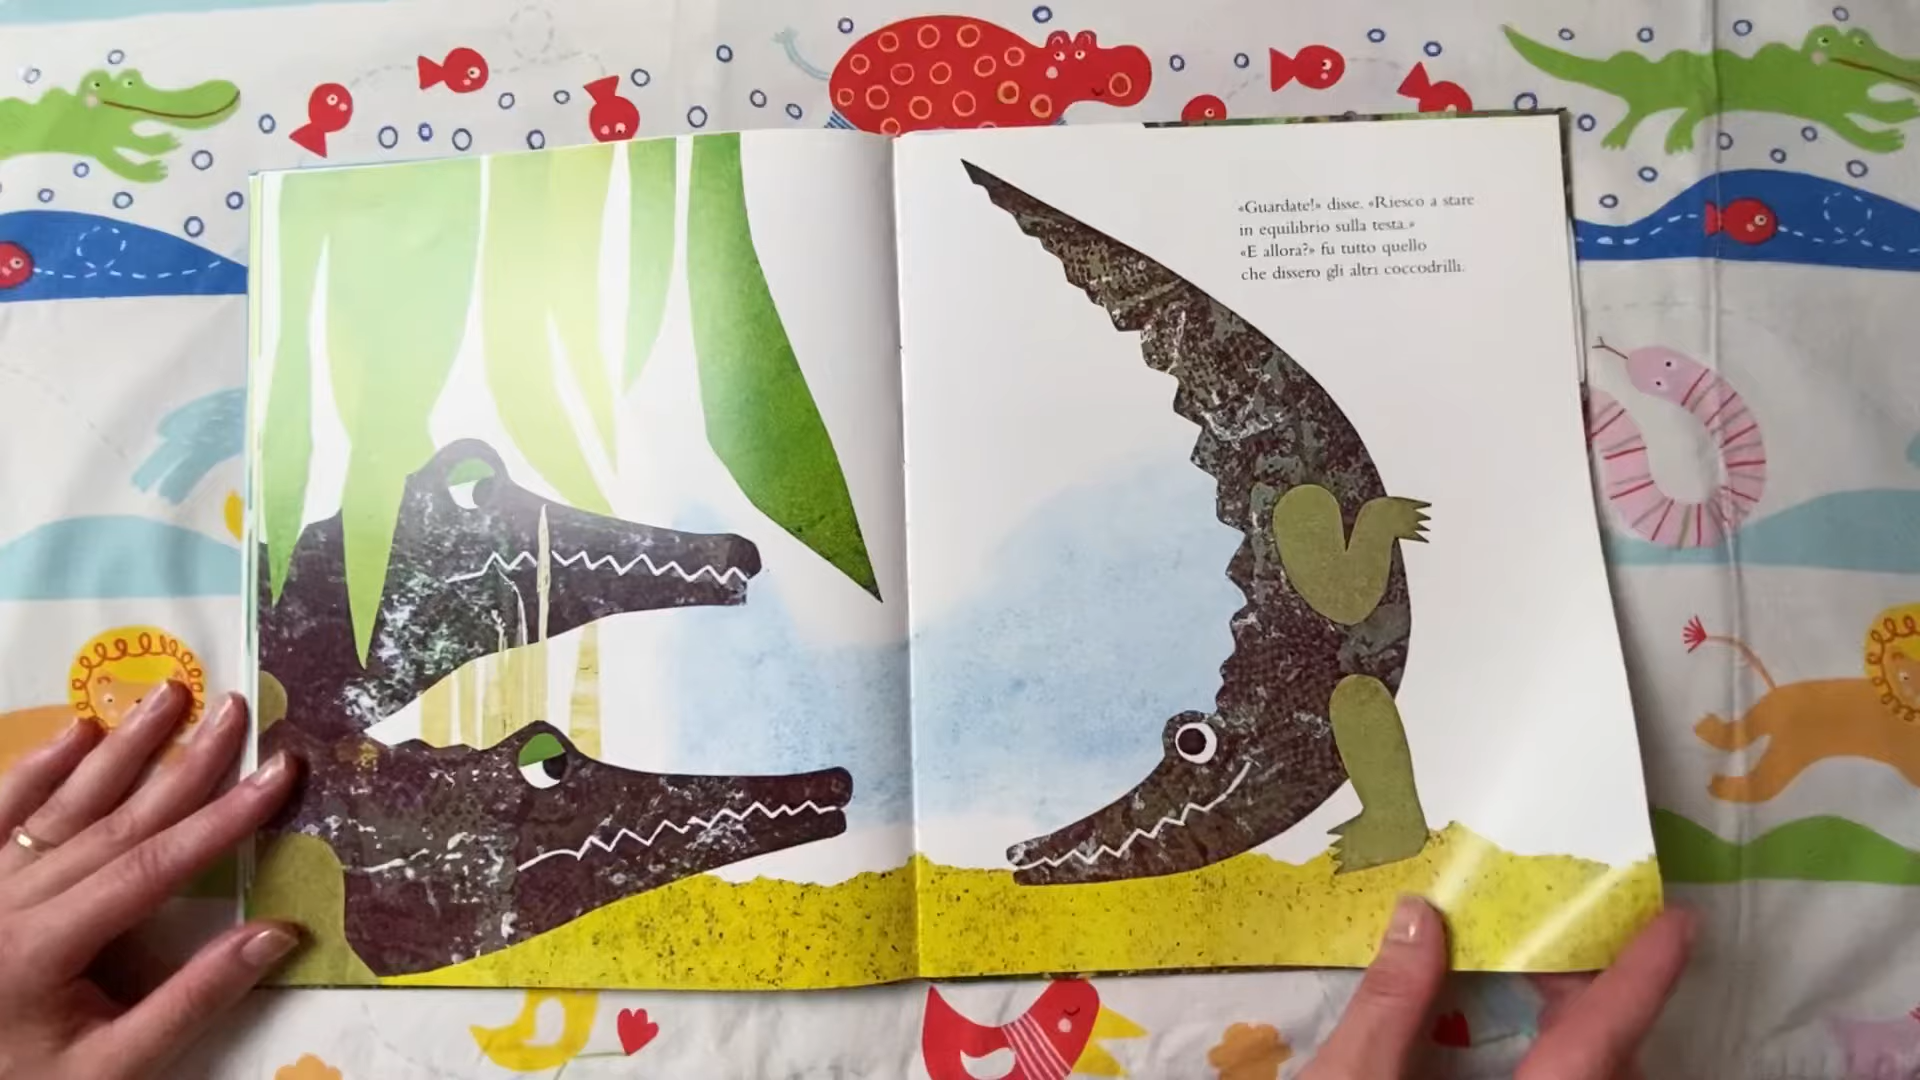 «Guardate!» disse. «Riesco a stare
in equilibrio sulla testa.»
«E allora?» fu tutto quello
che dissero gli altri coccodrilli.